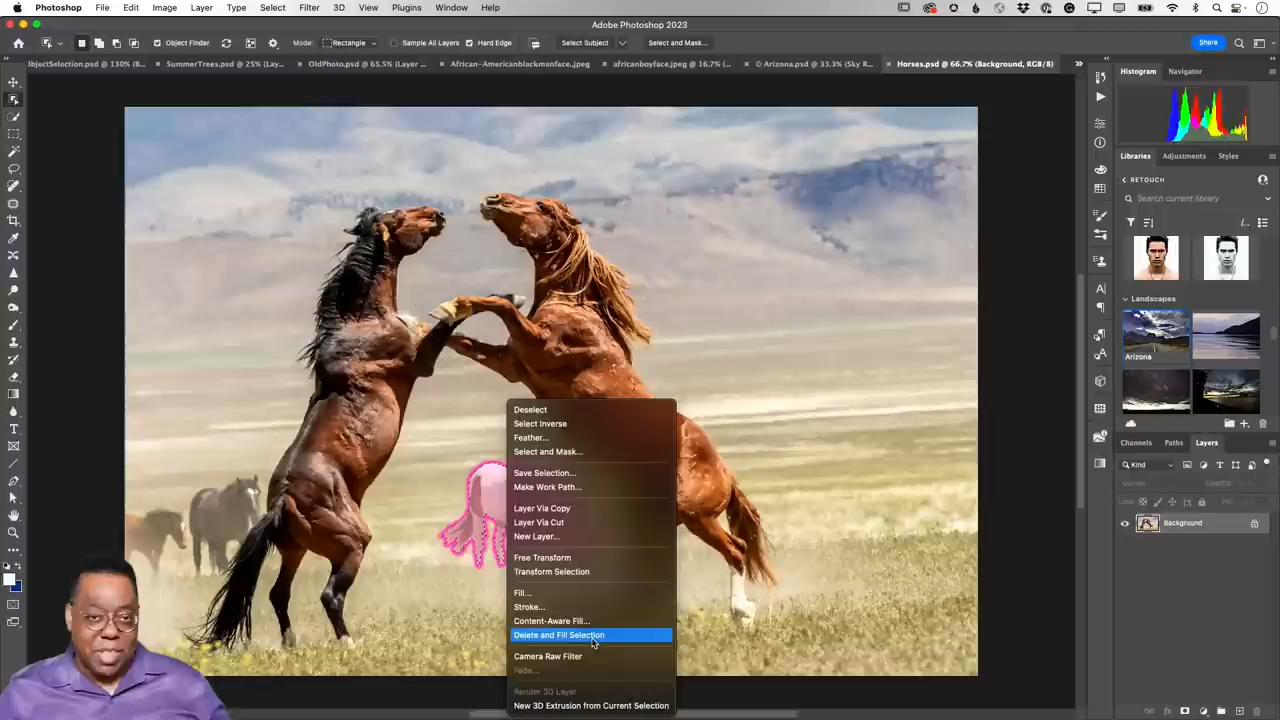 Photoshop File Edit Image Layer Type Select Filter 3D View Plugins Window Help
Adobe Photoshop 2023
Object Finder Mode: Rectangle Sample All Layers Hard Edge Select Subject Select and Mask... Share
ObjectSelection.psd @ 130% (B... SummerTrees.psd @ 25% (Lay... OldPhoto @ 65.5% (Layer ... African-Americanblackmanface.jpeg africanboyface.jpeg @ 16.7% (... © Arizona.psd @ 33.3% (Sky R... Horses.psd @ 66.7% (Background, RGB/8)
Histogram Navigator
Libraries Adjustments Styles
RETOUCH
Search current library
Landscapes
Arizona
Deselect
Select Inverse
Feather...
Select and Mask...
Save Selection...
Make Work Path...
Layer Via Copy
Layer Via Cut
New Layer...
Free Transform
Transform Selection
Fill...
Stroke...
Content-Aware Fill...
Delete and Fill Selection
Camera Raw Filter
Fade...
Render 3D Layer
New 3D Extrusion from Current Selection
Channels Paths Layers
Kind
Normal Opacity:
Lock: Fill:
Background